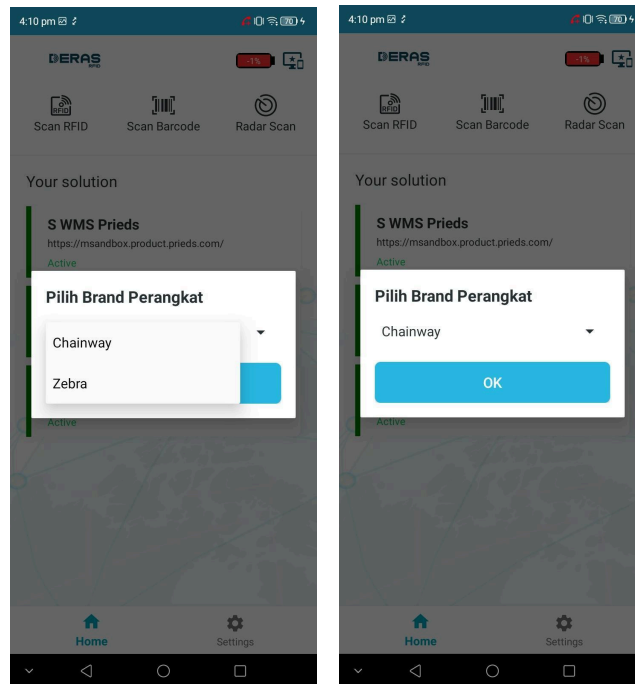 4:10 pm
70
DERAS
RFID
-1%
RFID
Scan RFID
Scan Barcode
Radar Scan
Your solution
S WMS Prieds
https://msandbox.product.prieds.com/
Active
Pilih Brand Perangkat
Chainway
Zebra
Active
Home
Settings
4:10 pm
70
DERAS
RFID
-1%
RFID
Scan RFID
Scan Barcode
Radar Scan
Your solution
S WMS Prieds
https://msandbox.product.prieds.com/
Active
Pilih Brand Perangkat
Chainway
OK
Active
Home
Settings